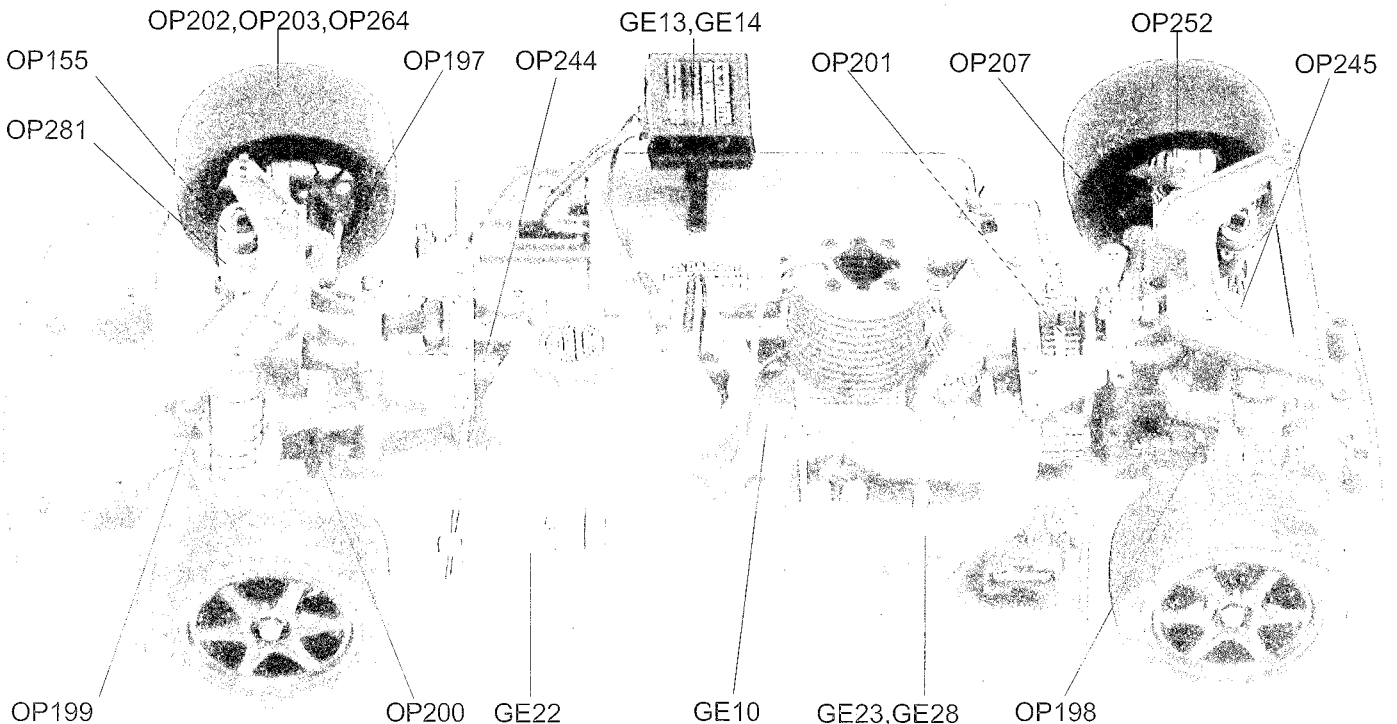 OP202,OP203,OP264
GE13,GE14
OP252
OP155
OP197
OP244
OP201
OP207
OP245
OP281
OP199
OP200
GE22
GE10
GE23,GE28
OP198